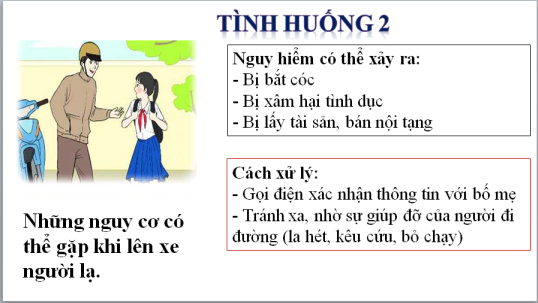 TÌNH HUỐNG 2
Nguy hiểm có thể xảy ra:
- Bị bắt cóc
- Bị xâm hại tình dục
- Bị lấy tài sản, bán nội tạng
Cách xử lý:
- Gọi điện xác nhận thông tin với bố mẹ
- Tránh xa, nhờ sự giúp đỡ của người đi
đường (la hét, kêu cứu, bỏ chạy)
Những nguy cơ có
thể gặp khi lên xe
người lạ.